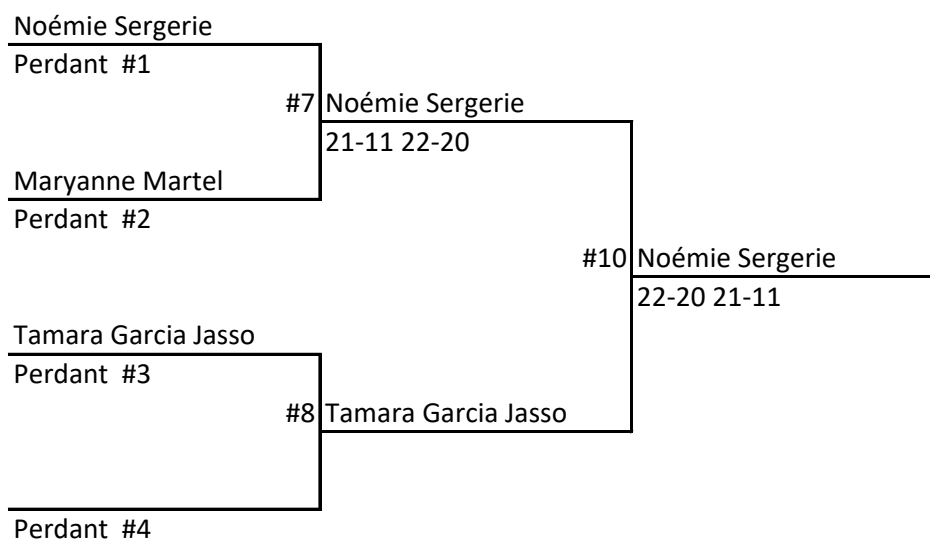 Noémie Sergerie
Perdant #1
#7 Noémie Sergerie
21-11 22-20
Maryanne Martel
Perdant #2
#10 Noémie Sergerie
22-20 21-11
Tamara Garcia Jasso
Perdant #3
#8 Tamara Garcia Jasso
Perdant #4